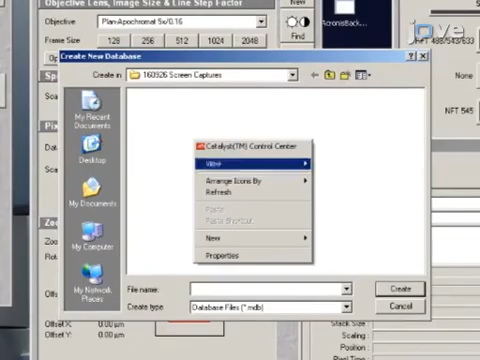 Objective Lens, Image Size & Line Step Factor
Objective
Plan-Apochromat 5x/0.16
Frame Size
128
256
512
1024
2048
New
Find
AcronisBack
jove
NFT 545
None
Create New Database
Create in
160926 Screen Captures
My Recent
Documents
Desktop
My Documents
My Computer
My Network
Places
Catalyst(TM) Control Center
View
Arrange Icons By
Refresh
Paste
Paste Shortcut
New
Properties
File name:
Create
Create type
Database Files (*.mdb)
Cancel
Offset X
0.00 µm
Offset Y:
0.00 µm
Stack Size
Scaling :
Pixel Time